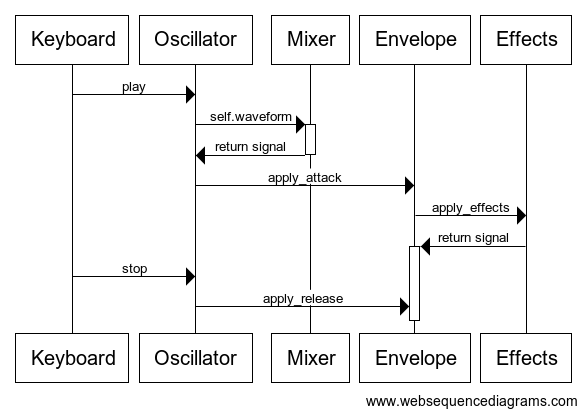 Keyboard
Oscillator
Mixer
Envelope
Effects
play
self.waveform
return signal
apply_attack
apply_effects
return signal
stop
apply_release
Keyboard
Oscillator
Mixer
Envelope
Effects
www.websequencediagrams.com